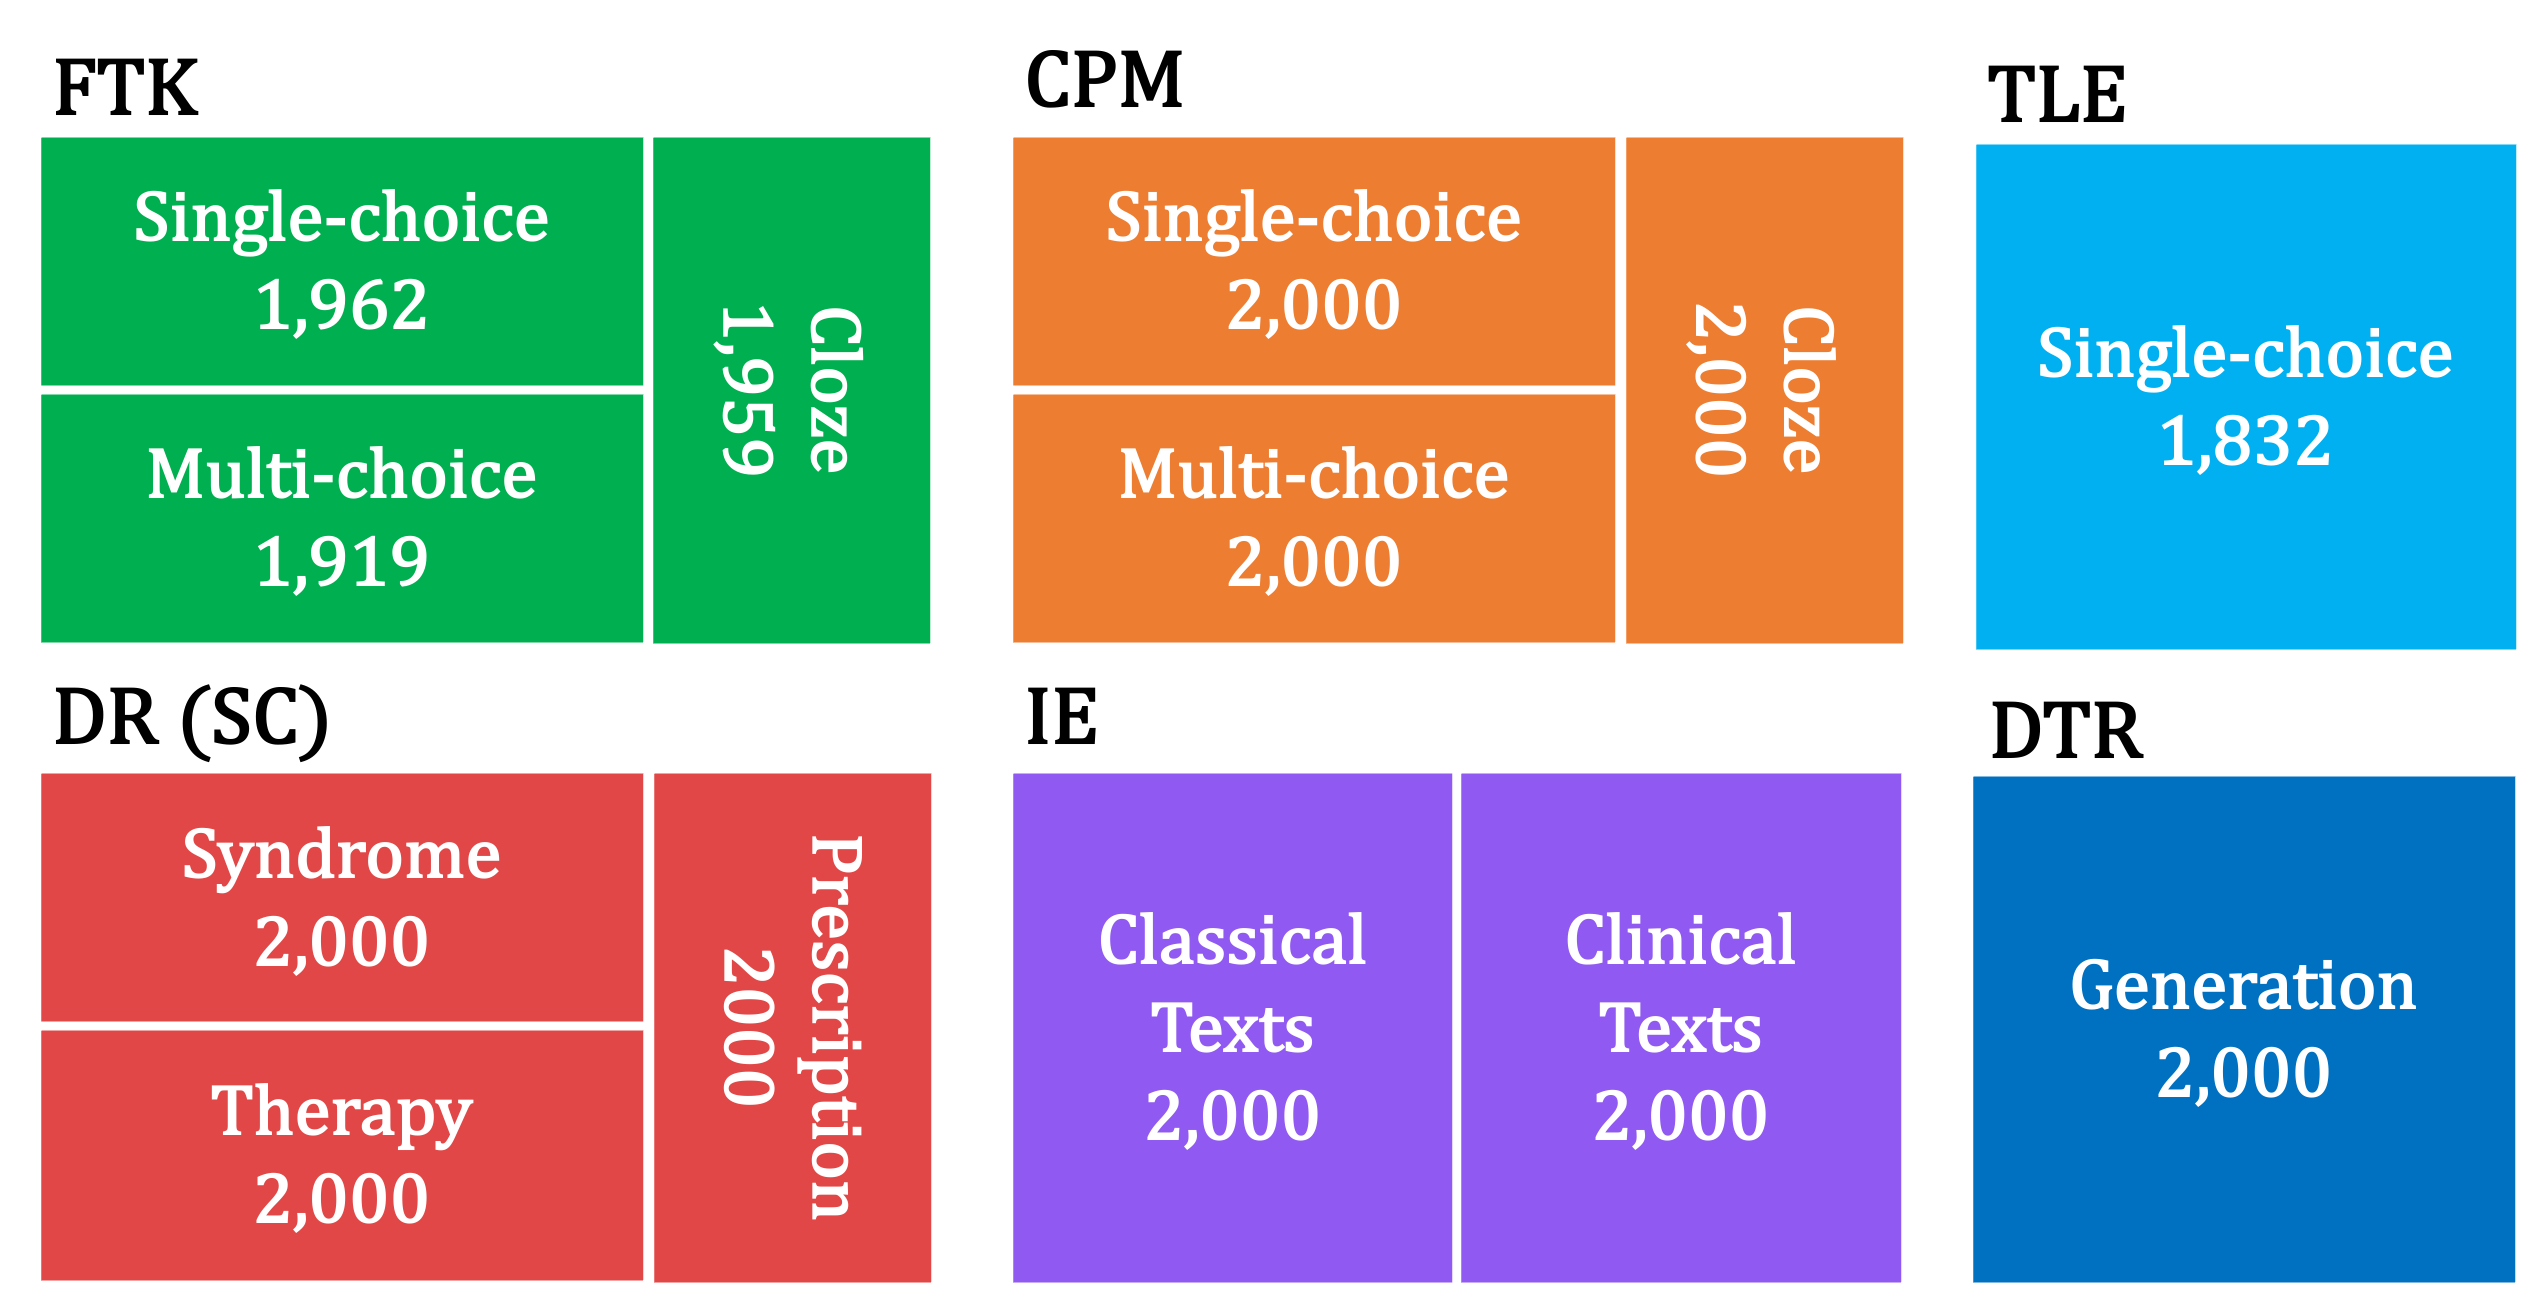 FTK
Single-choice
1,962
Multi-choice
1,919
Cloze
1,959
CPM
Single-choice
2,000
Multi-choice
2,000
Cloze
2,000
TLE
Single-choice
1,832
DR (SC)
Syndrome
2,000
Therapy
2,000
Prescription
2000
IE
Classical
Texts
2,000
Clinical
Texts
2,000
DTR
Generation
2,000